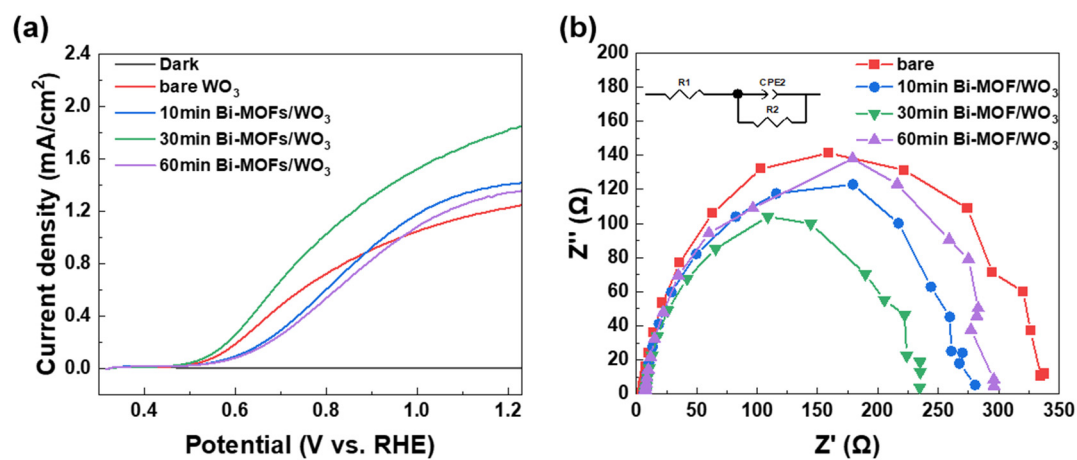 (a)
2.4
2.0
1.6
1.2
0.8
0.4
0.0
Current density (mA/cm²)
Dark
bare WO₃
10min Bi-MOFs/WO₃
30min Bi-MOFs/WO₃
60min Bi-MOFs/WO₃
0.4 0.6 0.8 1.0 1.2
Potential (V vs. RHE)
(b)
200
180
160
140
120
100
80
60
40
20
0
Z'' (Ω)
R1 CPE2
R2
bare
10min Bi-MOF/WO₃
30min Bi-MOF/WO₃
60min Bi-MOF/WO₃
0 50 100 150 200 250 300 350
Z' (Ω)